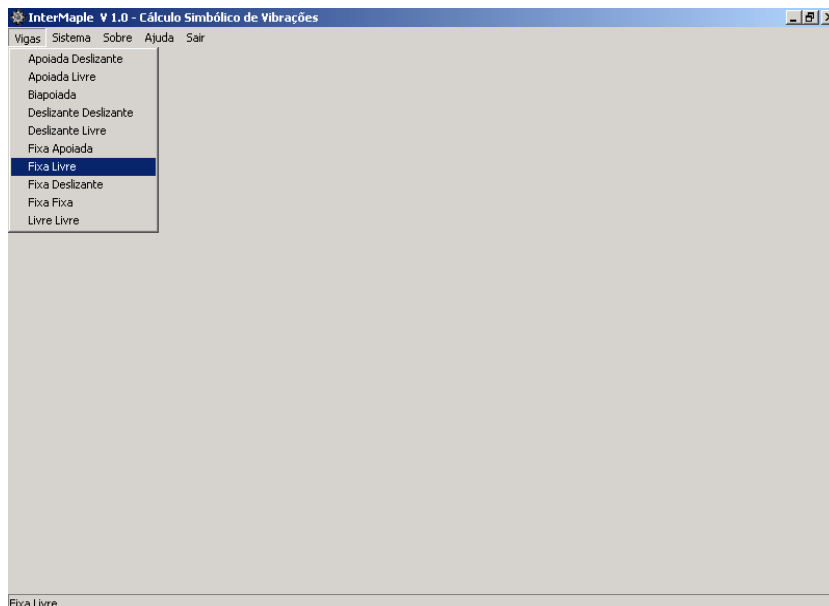 InterMaple V 1.0 - Cálculo Simbólico de Vibrações
Vigas Sistema Sobre Ajuda Sair
Apoiada Deslizante
Apoiada Livre
Biapoiada
Deslizante Deslizante
Deslizante Livre
Fixa Apoiada
Fixa Livre
Fixa Deslizante
Fixa Fixa
Livre Livre
Fixa Livre